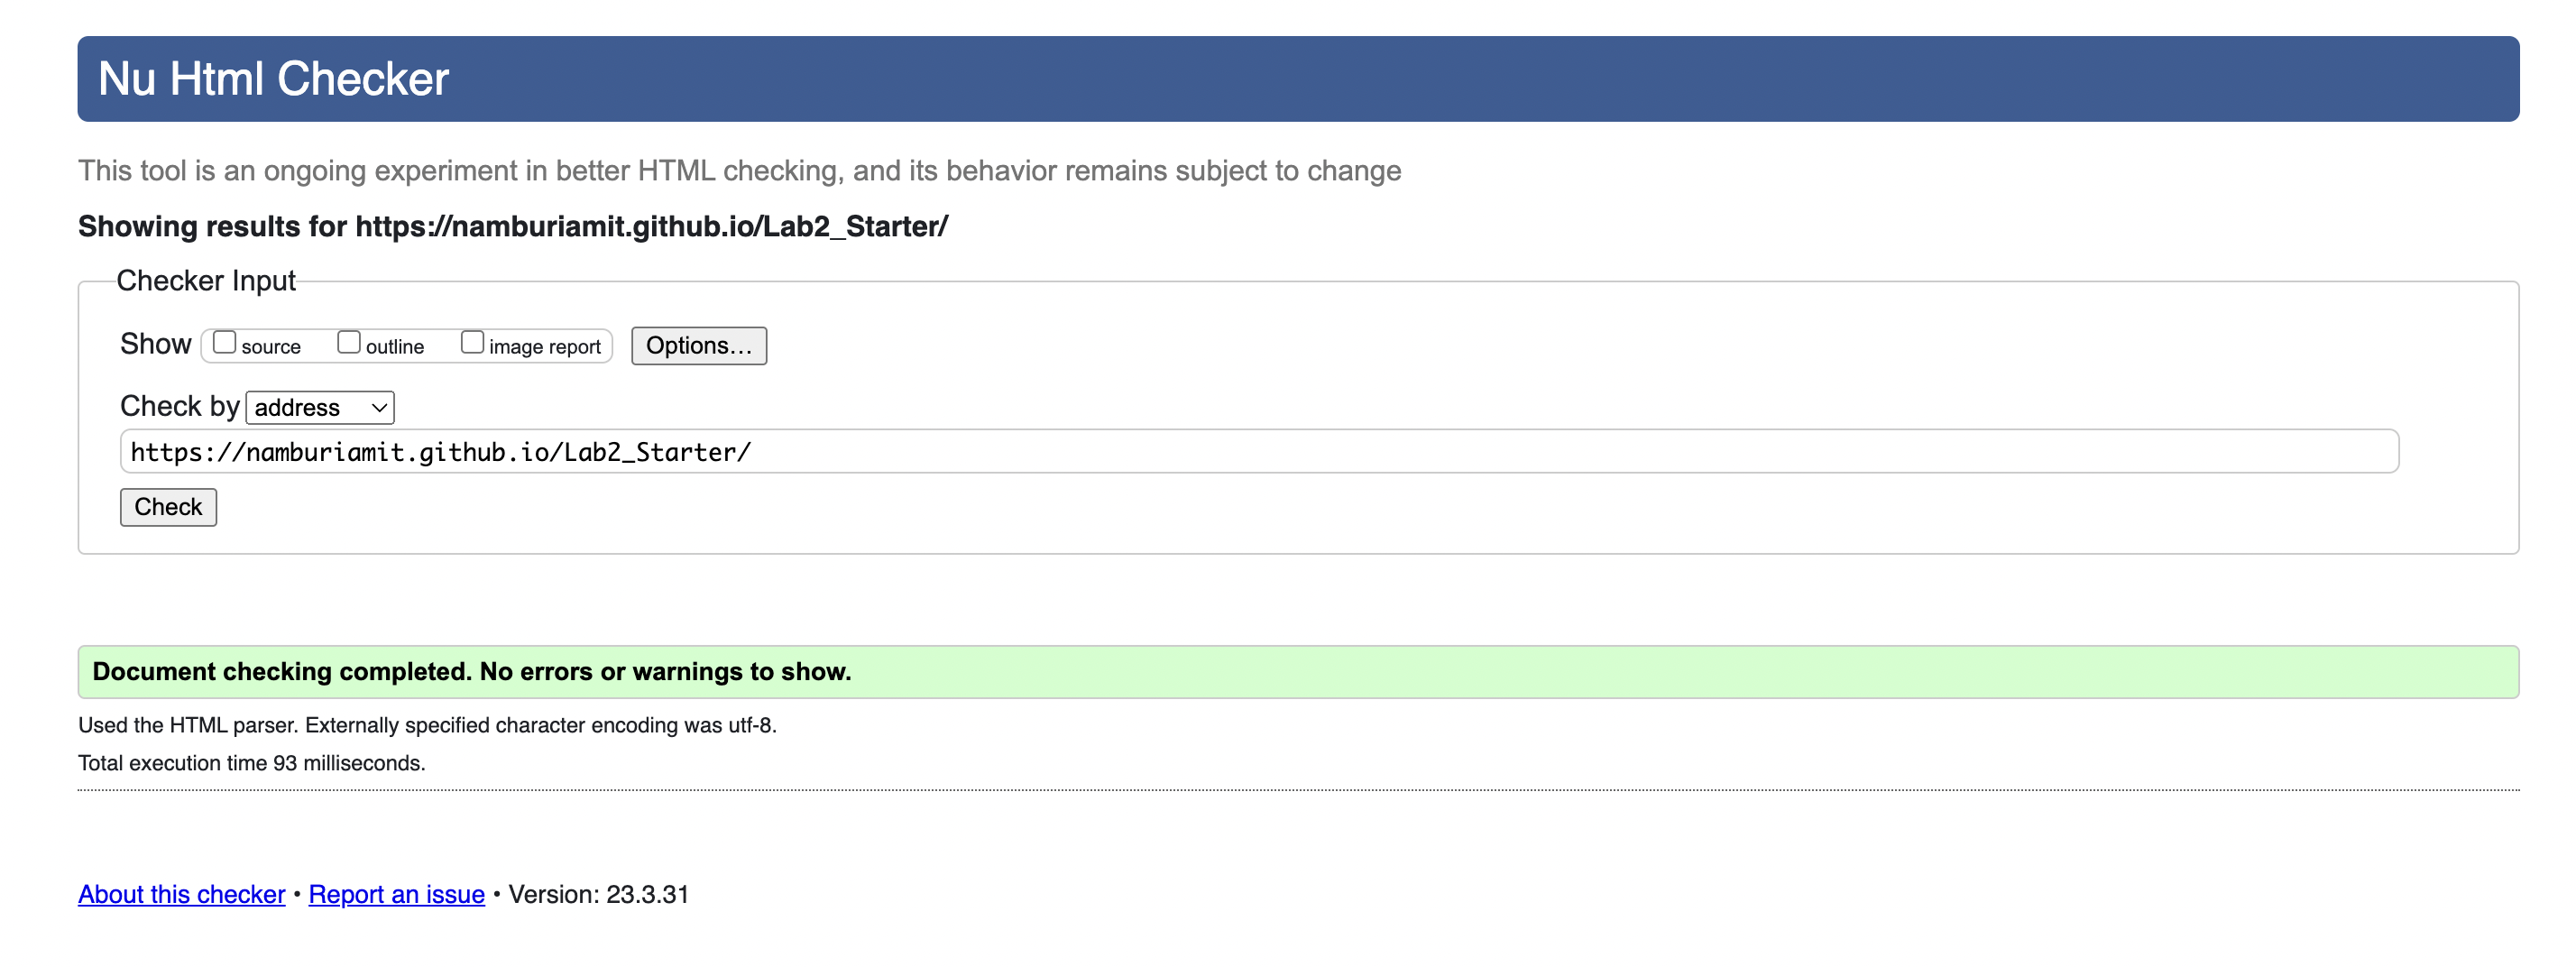 Nu Html Checker
This tool is an ongoing experiment in better HTML checking, and its behavior remains subject to change
Showing results for https://namburiamit.github.io/Lab2_Starter/
Checker Input
Show source outline image report Options…
Check by address
https://namburiamit.github.io/Lab2_Starter/
Check
Document checking completed. No errors or warnings to show.
Used the HTML parser. Externally specified character encoding was utf-8.
Total execution time 93 milliseconds.
About this checker • Report an issue • Version: 23.3.31